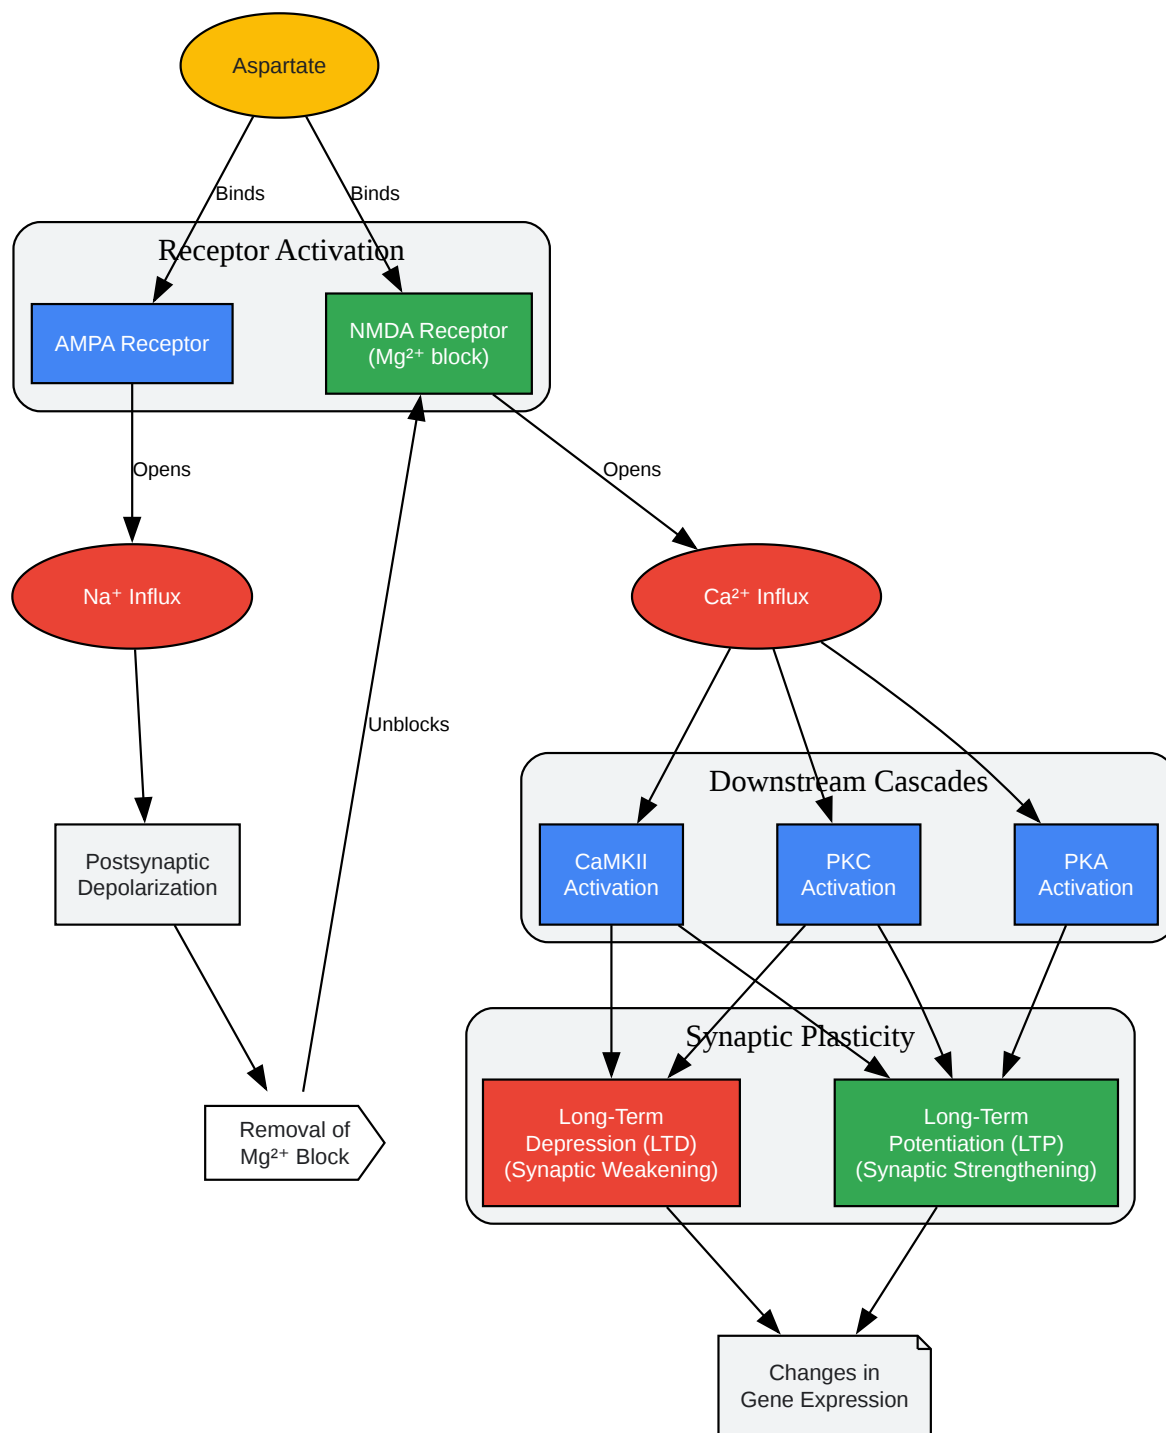 Aspartate
Binds
Binds
Receptor Activation
AMPA Receptor
NMDA Receptor
(Mg²⁺ block)
Opens
Opens
Na⁺ Influx
Ca²⁺ Influx
Unblocks
Downstream Cascades
Postsynaptic
Depolarization
CaMKII
Activation
PKC
Activation
PKA
Activation
Synaptic Plasticity
Removal of
Mg²⁺ Block
Long-Term
Depression (LTD)
(Synaptic Weakening)
Long-Term
Potentiation (LTP)
(Synaptic Strengthening)
Changes in
Gene Expression